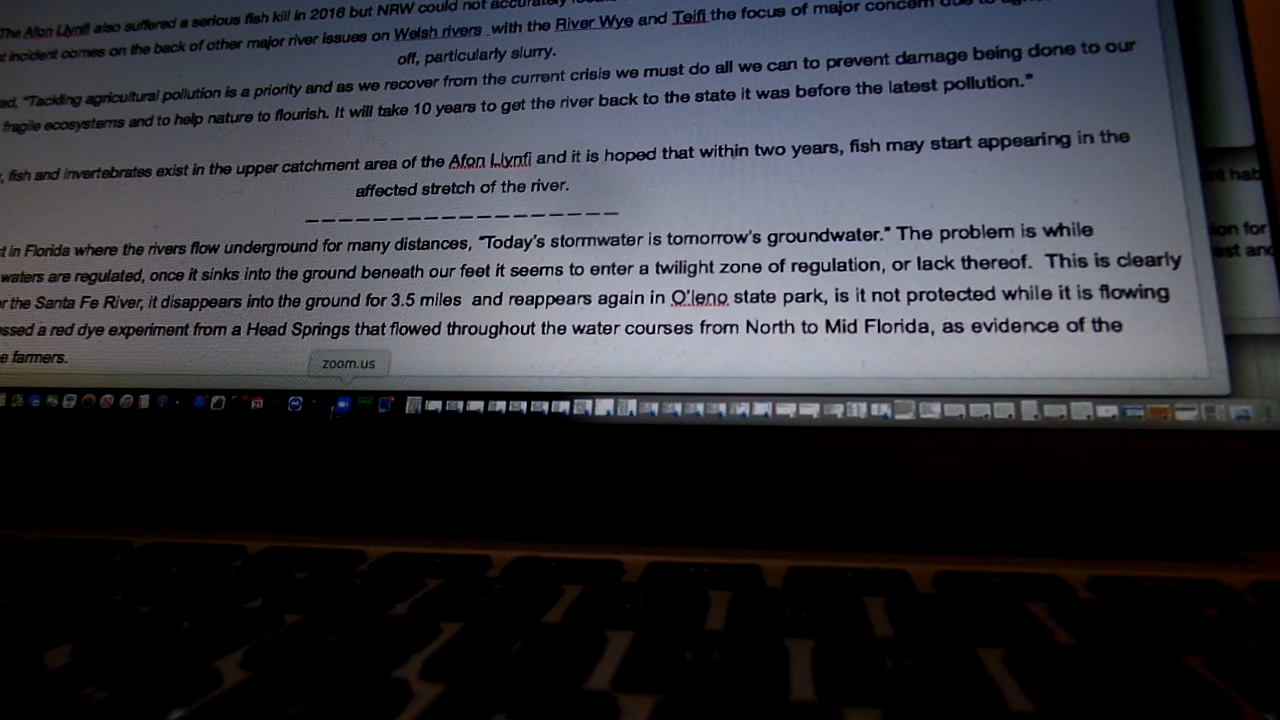 The Afon Llynfi also suffered a serious fish kill in 2016 but NRW could not accurately
incident comes on the back of other major river issues on Welsh rivers with the River Wye and Teifi the focus of major concern due to
off, particularly slurry.
ed, "Tackling agricultural pollution is a priority and as we recover from the current crisis we must do all we can to prevent damage being done to our
fragile ecosystems and to help nature to flourish. It will take 10 years to get the river back to the state it was before the latest pollution."
, fish and invertebrates exist in the upper catchment area of the Afon Llynfi and it is hoped that within two years, fish may start appearing in the
affected stretch of the river.
in Florida where the rivers flow underground for many distances, "Today's stormwater is tomorrow's groundwater." The problem is while
waters are regulated, once it sinks into the ground beneath our feet it seems to enter a twilight zone of regulation, or lack thereof. This is clearly
the Santa Fe River, it disappears into the ground for 3.5 miles and reappears again in O'leno state park, is it not protected while it is flowing
ssed a red dye experiment from a Head Springs that flowed throughout the water courses from North to Mid Florida, as evidence of the
e farmers.
zoom.us
nt hab
ion for
est and